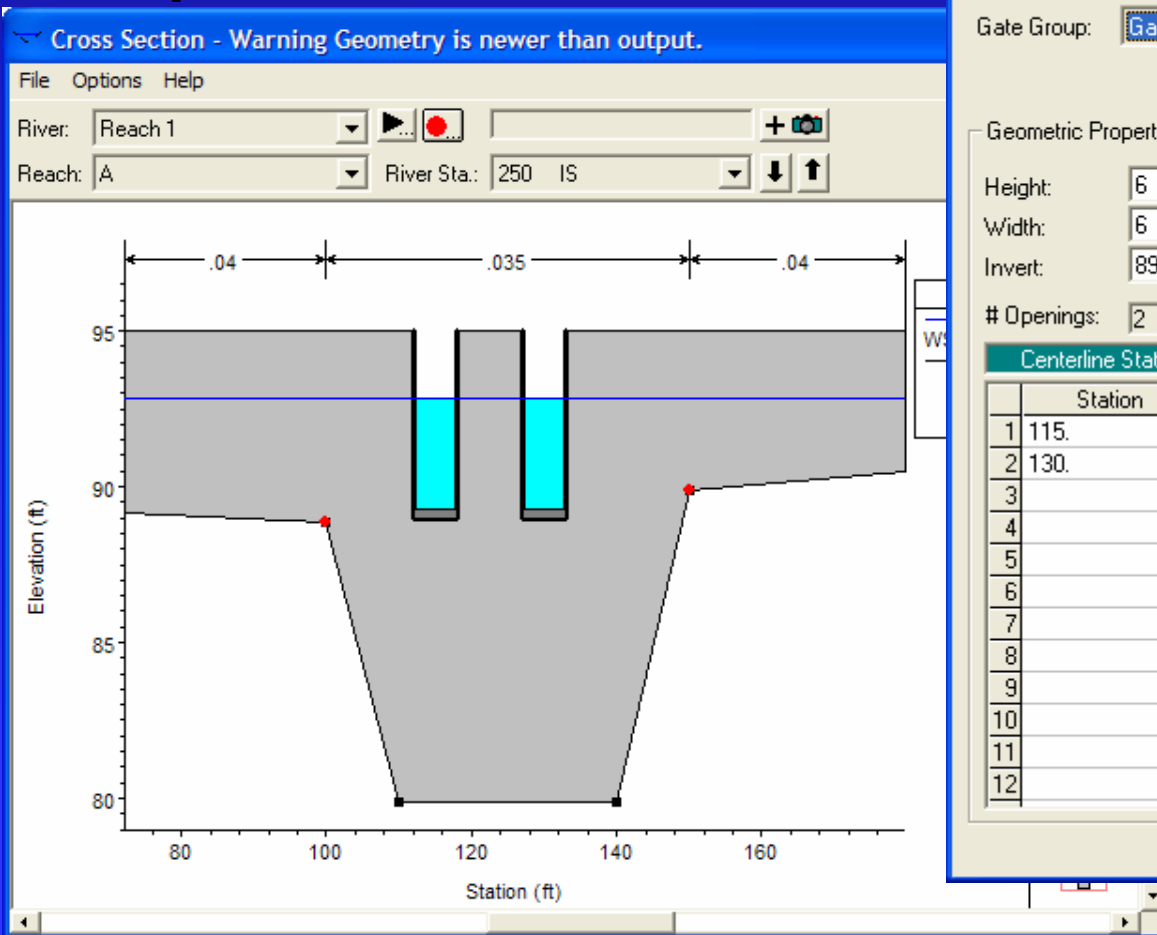 Cross Section - Warning Geometry is newer than output.
File Options Help
River: Reach 1
Reach: A River Sta.: 250 IS
.04 .035 .04
95
90
85
80
Elevation (ft)
80 100 120 140 160
Station (ft)
WS
Gate Group: Ga
Geometric Propert
Height: 6
Width: 6
Invert: 89
# Openings: 2
Centerline Stat
Station
1 115.
2 130.
3
4
5
6
7
8
9
10
11
12